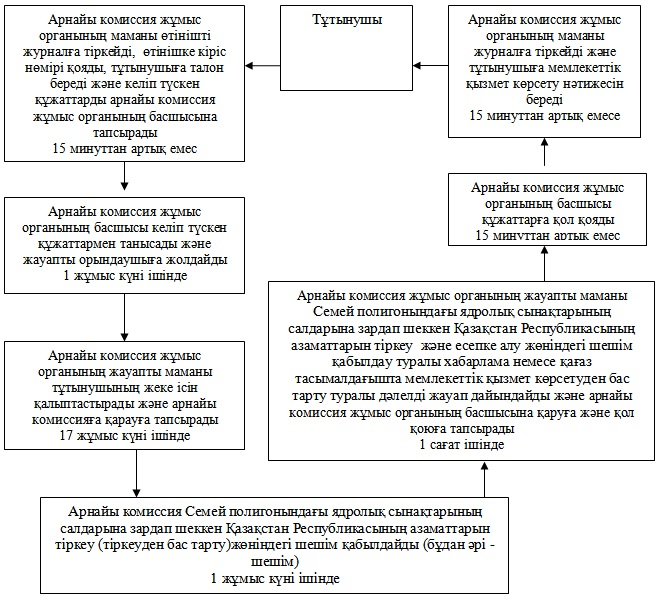 Тұтынушы
Арнайы комиссия жұмыс
органының маманы өтінішті
журналға тіркейді, өтінішке кіріс
нөмірі қояды, тұтынушыға талон
береді және келіп түскен
құжаттарды арнайы комиссия
жұмыс органының басшысына
тапсырады
15 минуттан артық емес
Арнайы комиссия жұмыс
органының басшысы келіп түскен
құжаттармен танысады және
жауапты орындаушыға жолдайды
1 жұмыс күні ішінде
Арнайы комиссия жұмыс
органының жауапты маманы
тұтынушының жеке ісін
қалыптастырады және арнайы
комиссияға қарауға тапсырады
17 жұмыс күні ішінде
Арнайы комиссия Семей полигонындағы ядролық сынақтарының
салдарына зардап шеккен Қазақстан Республикасының азаматтарын
тіркеу (тіркеуден бас тарту)жөніндегі шешім қабылдайды (бұдан әрі -
шешім)
1 жұмыс күні ішінде
Арнайы комиссия жұмыс органының жауапты маманы
Семей полигонындағы ядролық сынақтарының
салдарына зардап шеккен Қазақстан Республикасының
азаматтарын тіркеу және есепке алу жөніндегі шешім
қабылдау туралы хабарлама немесе қағаз
тасымалдағышта мемлекеттік қызмет көрсетуден бас
тарту туралы дәлелді жауап дайындайды және арнайы
комиссия жұмыс органының басшысына қаруға және қол
қоюға тапсырады
1 сағат ішінде
Арнайы комиссия жұмыс
органының басшысы
құжаттарға қол қояды
15 минуттан артық емес
Арнайы комиссия жұмыс
органының маманы
журналға тіркейді және
тұтынушыға мемлекеттік
қызмет көрсету нәтижесін
береді
15 минуттан артық емесе